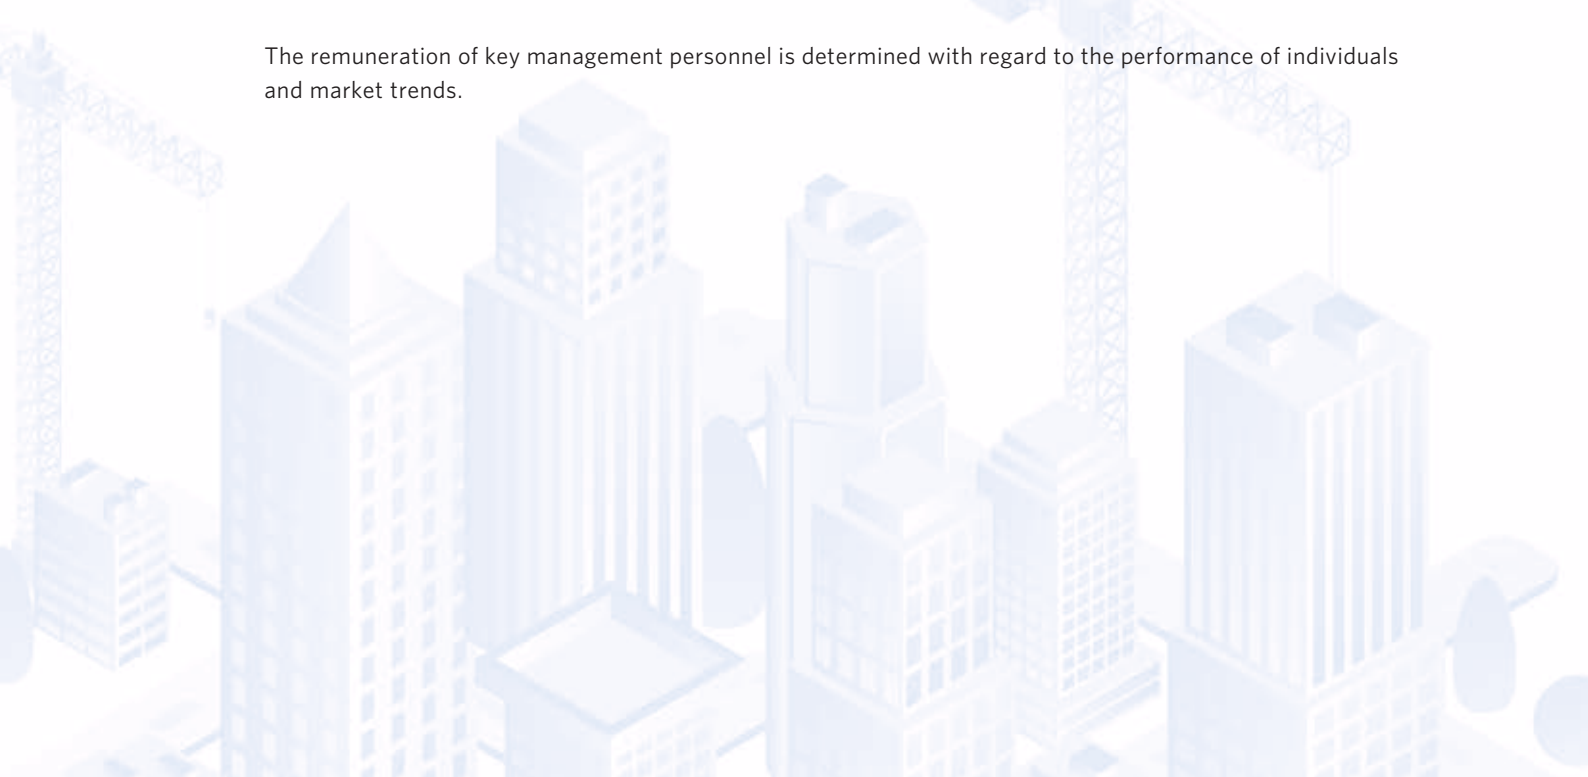 The remuneration of key management personnel is determined with regard to the performance of individuals
and market trends.